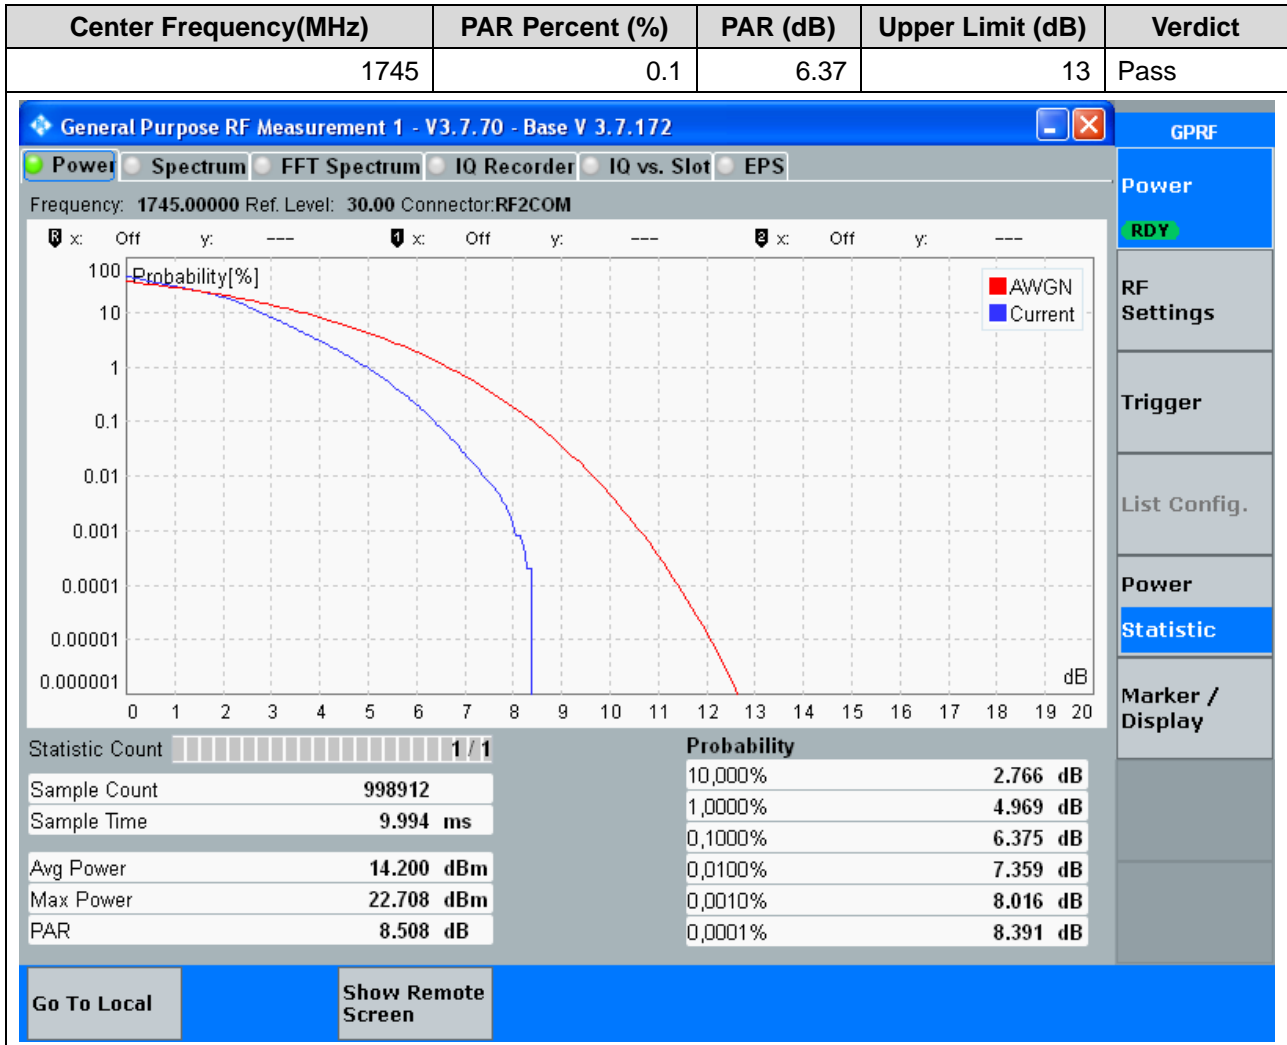 Center Frequency(MHz) PAR Percent (%) PAR (dB) Upper Limit (dB) Verdict
1745 0.1 6.37 13 Pass
General Purpose RF Measurement 1 - V3.7.70 - Base V 3.7.172
GPRF
Power Spectrum FFT Spectrum IQ Recorder IQ vs. Slot EPS
Frequency: 1745.00000 Ref. Level: 30.00 Connector:RF2COM
R x: Off y: --- 1 x: Off y: --- 2 x: Off y: ---
Probability[%]
AWGN
Current
100
10
1
0.1
0.01
0.001
0.0001
0.00001
0.000001
dB
0 1 2 3 4 5 6 7 8 9 10 11 12 13 14 15 16 17 18 19 20
Statistic Count 1 / 1
Sample Count 998912
Sample Time 9.994 ms
Avg Power 14.200 dBm
Max Power 22.708 dBm
PAR 8.508 dB
Probability
10,000% 2.766 dB
1,0000% 4.969 dB
0,1000% 6.375 dB
0,0100% 7.359 dB
0,0010% 8.016 dB
0,0001% 8.391 dB
Power
RDY
RF
Settings
Trigger
List Config.
Power
Statistic
Marker /
Display
Go To Local
Show Remote
Screen